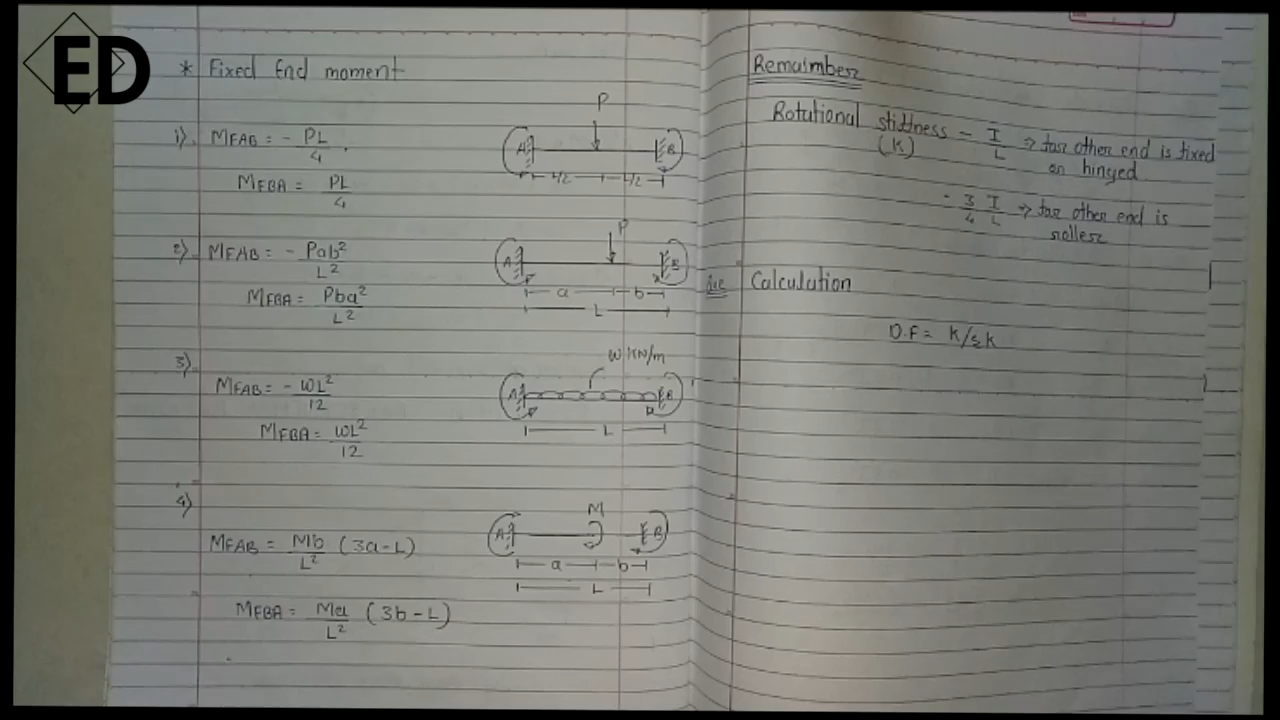 ED
* Fixed End moment
1) MFAB = - PL/4
MFBA = PL/4
P
A B
L/2 L/2
2) MFAB = - Pab²/L²
MFBA = Pba²/L²
P
A B
a b
L
3) MFAB = - WL²/12
MFBA = WL²/12
W KN/m
A B
L
4)
MFAB = Mb/L² (3a-L)
MFBA = Ma/L² (3b-L)
M
A B
a b
L
Remaimber
Rotational stiffness - I/L => for other end is fixed
(K) on hinged
- 3/4 I/L => for other end is
roller
Calculation
D.F = K/ΣK